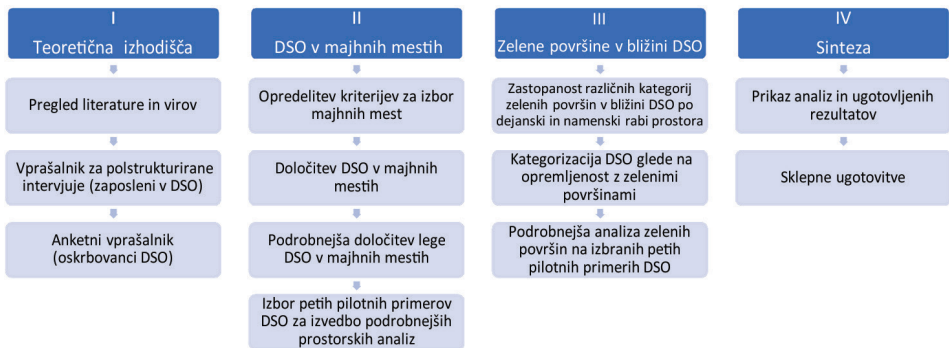 I
Teoretična izhodišča
Pregled literature in virov
Vprašalnik za polstrukturirane
intervjuje (zaposleni v DSO)
Anketni vprašalnik
(oskrbovanci DSO)
II
DSO v majhnih mestih
Opredelitev kriterijev za izbor
majhnih mest
Določitev DSO v majhnih
mestih
Podrobnejša določitev lege
DSO v majhnih mestih
Izbor petih pilotnih primerov
DSO za izvedbo podrobnejših
prostorskih analiz
III
Zelene površine v bližini DSO
Zastopanost različnih kategorij
zelenih površin v bližini DSO po
dejanski in namenski rabi prostora
Kategorizacija DSO glede na
opremljenost z zelenimi
površinami
Podrobnejša analiza zelenih
površin na izbranih petih
pilotnih primerih DSO
IV
Sinteza
Prikaz analiz in ugotovljenih
rezultatov
Sklepne ugotovitve